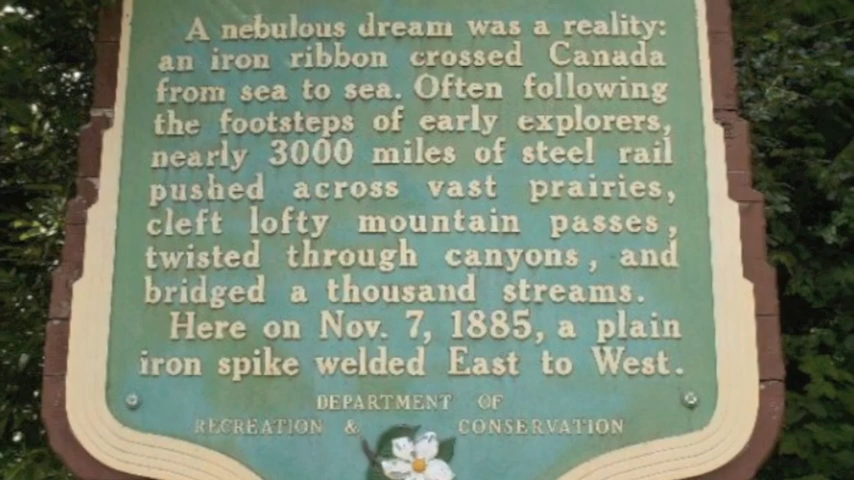 A nebulous dream was a reality:
an iron ribbon crossed Canada
from sea to sea. Often following
the footsteps of early explorers,
nearly 3000 miles of steel rail
pushed across vast prairies,
cleft lofty mountain passes,
twisted through canyons, and
bridged a thousand streams.
Here on Nov. 7, 1885, a plain
iron spike welded East to West.
DEPARTMENT OF
RECREATION & CONSERVATION